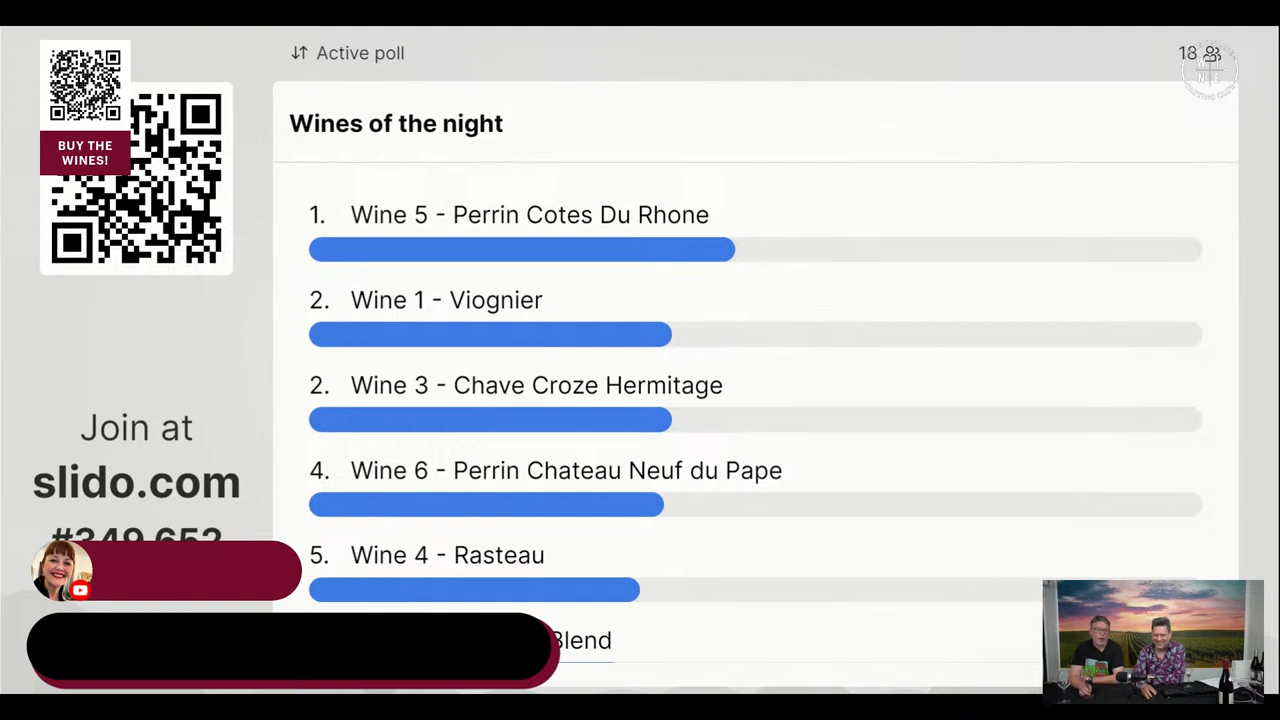 Active poll
18
Wines of the night
BUY THE
WINES!
1. Wine 5 - Perrin Cotes Du Rhone
2. Wine 1 - Viognier
2. Wine 3 - Chave Croze Hermitage
4. Wine 6 - Perrin Chateau Neuf du Pape
5. Wine 4 - Rasteau
Blend
Join at
slido.com
#349 652